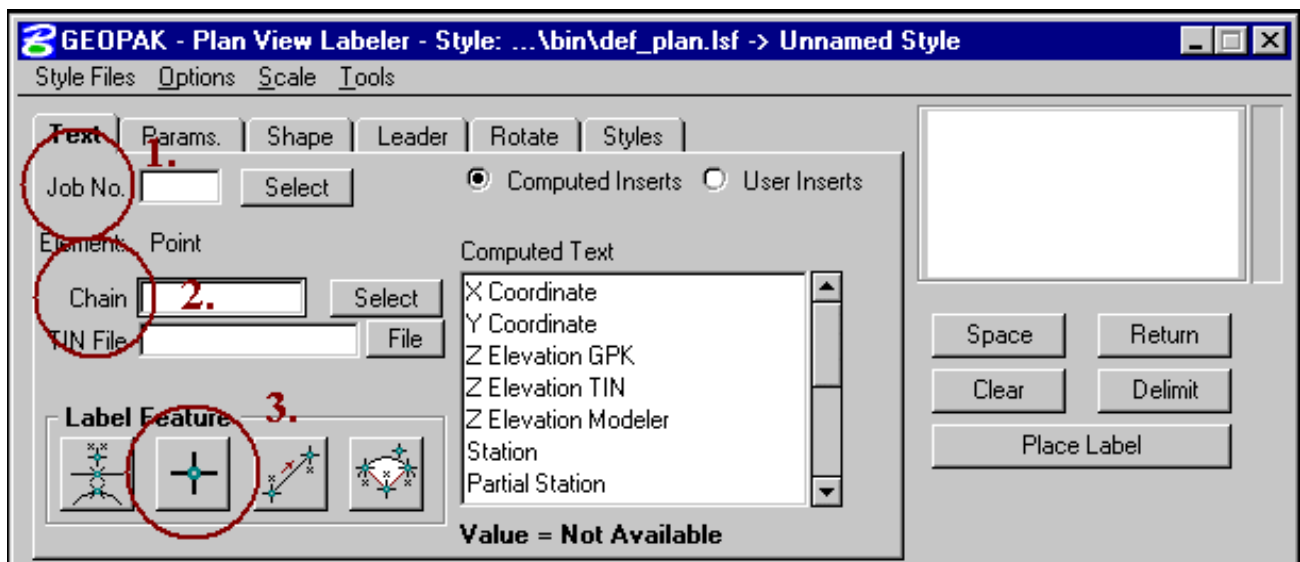 GEOPAK - Plan View Labeler - Style: ...\bin\def_plan.lsf -> Unnamed Style
Style Files Options Scale Tools
Text Params. Shape Leader Rotate Styles
1.
Job No. Select
Computed Inserts User Inserts
Element: Point
Chain 2. Select
TIN File File
Computed Text
X Coordinate
Y Coordinate
Z Elevation GPK
Z Elevation TIN
Z Elevation Modeler
Station
Partial Station
Label Feature 3.
Value = Not Available
Space Return
Clear Delimit
Place Label